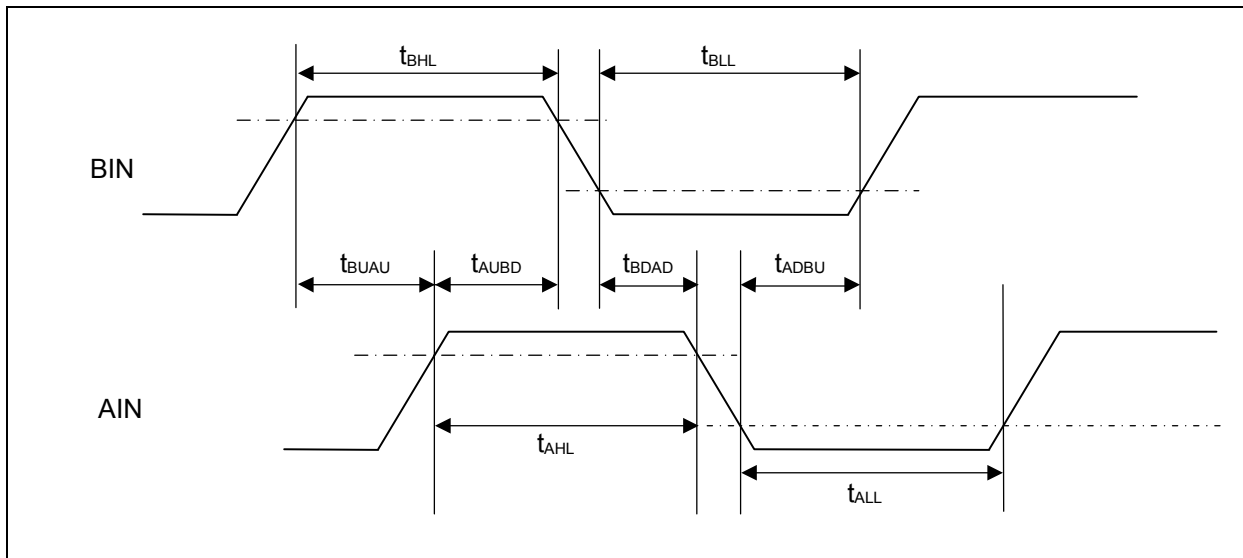 tBHL
tBLL
BIN
tBUAU
tAUBD
tBDAD
tADBU
AIN
tAHL
tALL